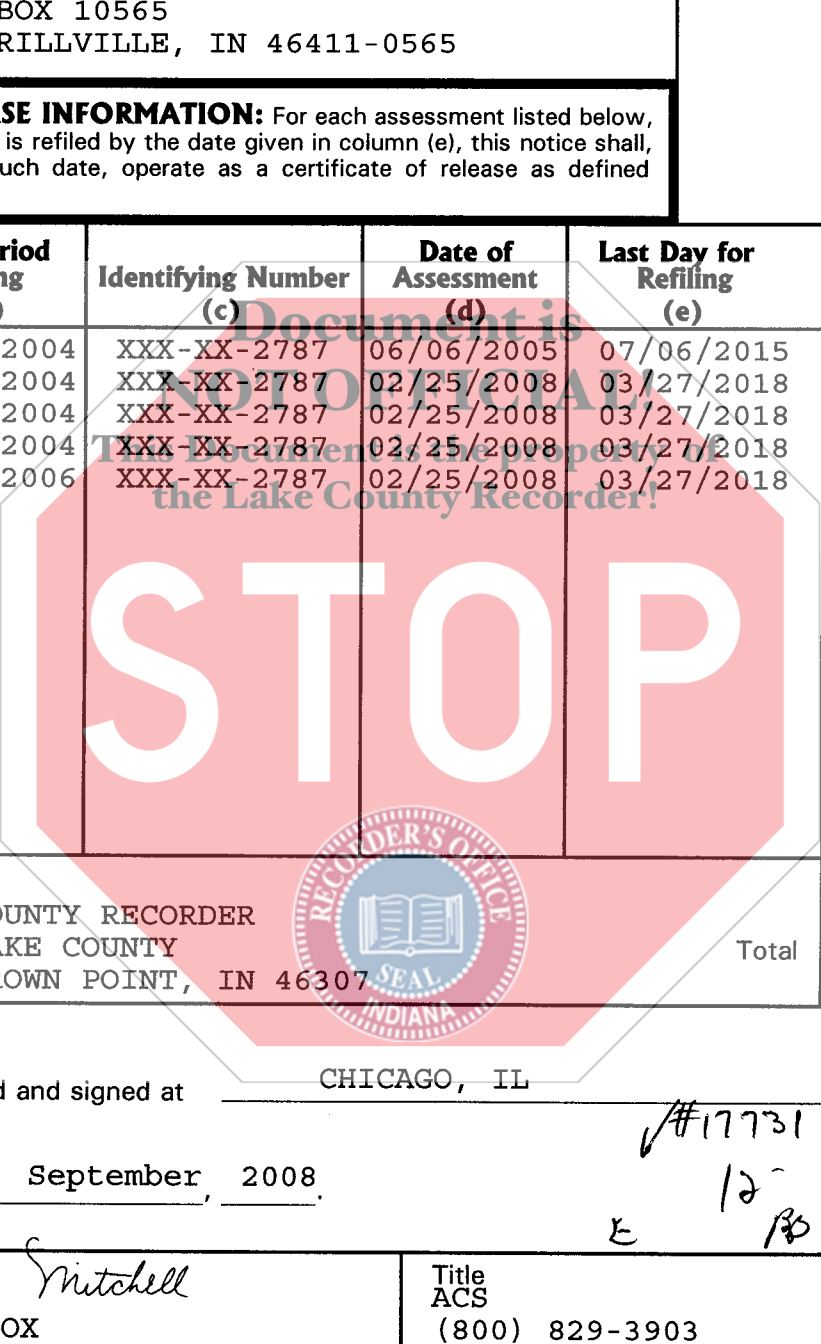 BOX 10565
RILLVILLE, IN 46411-0565
SE INFORMATION: For each assessment listed below,
is refiled by the date given in column (e), this notice shall,
uch date, operate as a certificate of release as defined
riod Identifying Number Date of Last Day for
ng (c) Assessment Refiling
) (d) (e)
Document is
2004 XXX-XX-2787 06/06/2005 07/06/2015
2004 XXX-XX-2787 02/25/2008 03/27/2018
NOT OFFICIAL!
2004 XXX-XX-2787 02/25/2008 03/27/2018
2004 XXX-XX-2787 02/25/2008 03/27/2018
This Document is the property of
2006 XXX-XX-2787 02/25/2008 03/27/2018
the Lake County Recorder!
STOP
RECORDER'S OFFICE
SEAL
INDIANA
OUNTY RECORDER
AKE COUNTY Total
ROWN POINT, IN 46307
d and signed at CHICAGO, IL
#17731
September, 2008.
12-
E
Mitchell
Title
ACS
OX (800) 829-3903